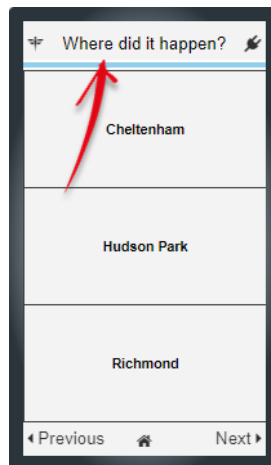 Where did it happen?
Cheltenham
Hudson Park
Richmond
Previous Next